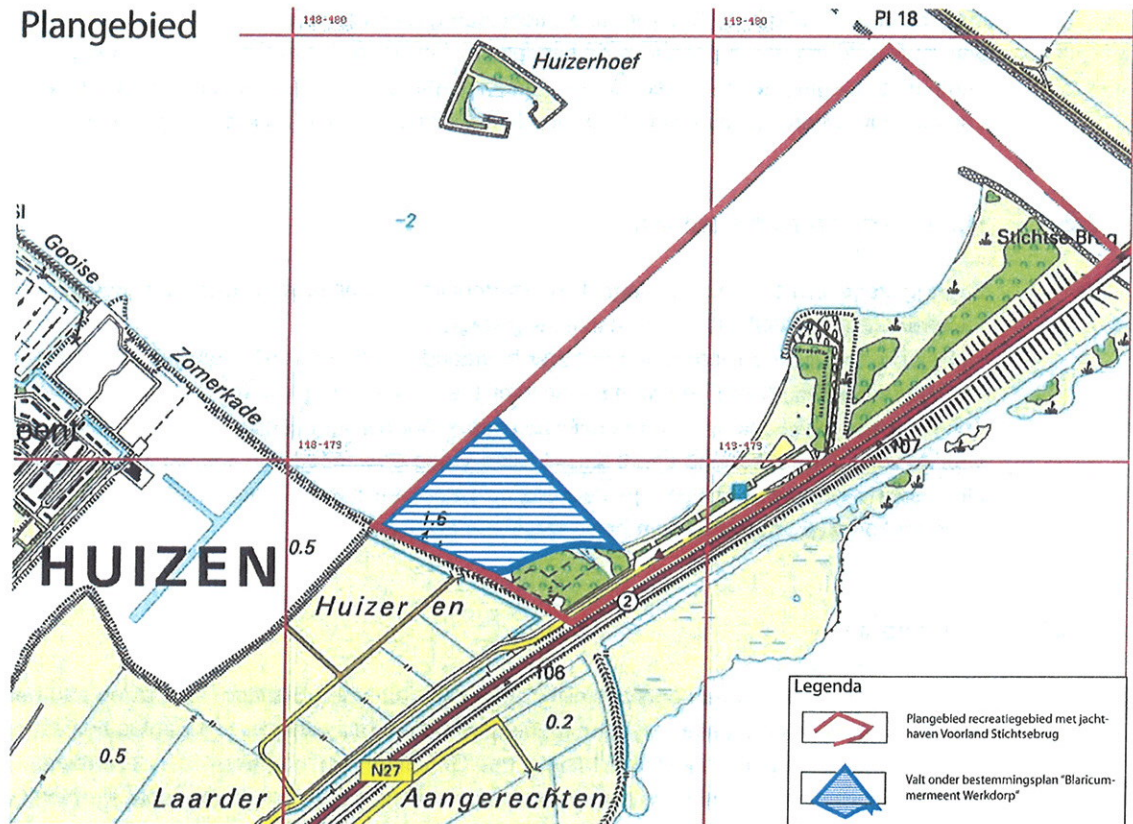 Plangebied
148-480
149-480
PI 18
Huizerhoef
-2
Stichtse Brug
Gooise
Zomerkade
148-479
149-479
107
1.6
HUIZEN
0.5
Huizer en
2
106
0.2
0.5
N27
Laarder Aangerechten
Legenda
Plangebied recreatiegebied met jacht-
haven Voorland Stichtsebrug
Valt onder bestemmingsplan "Blaricum-
mermeent Werkdorp"